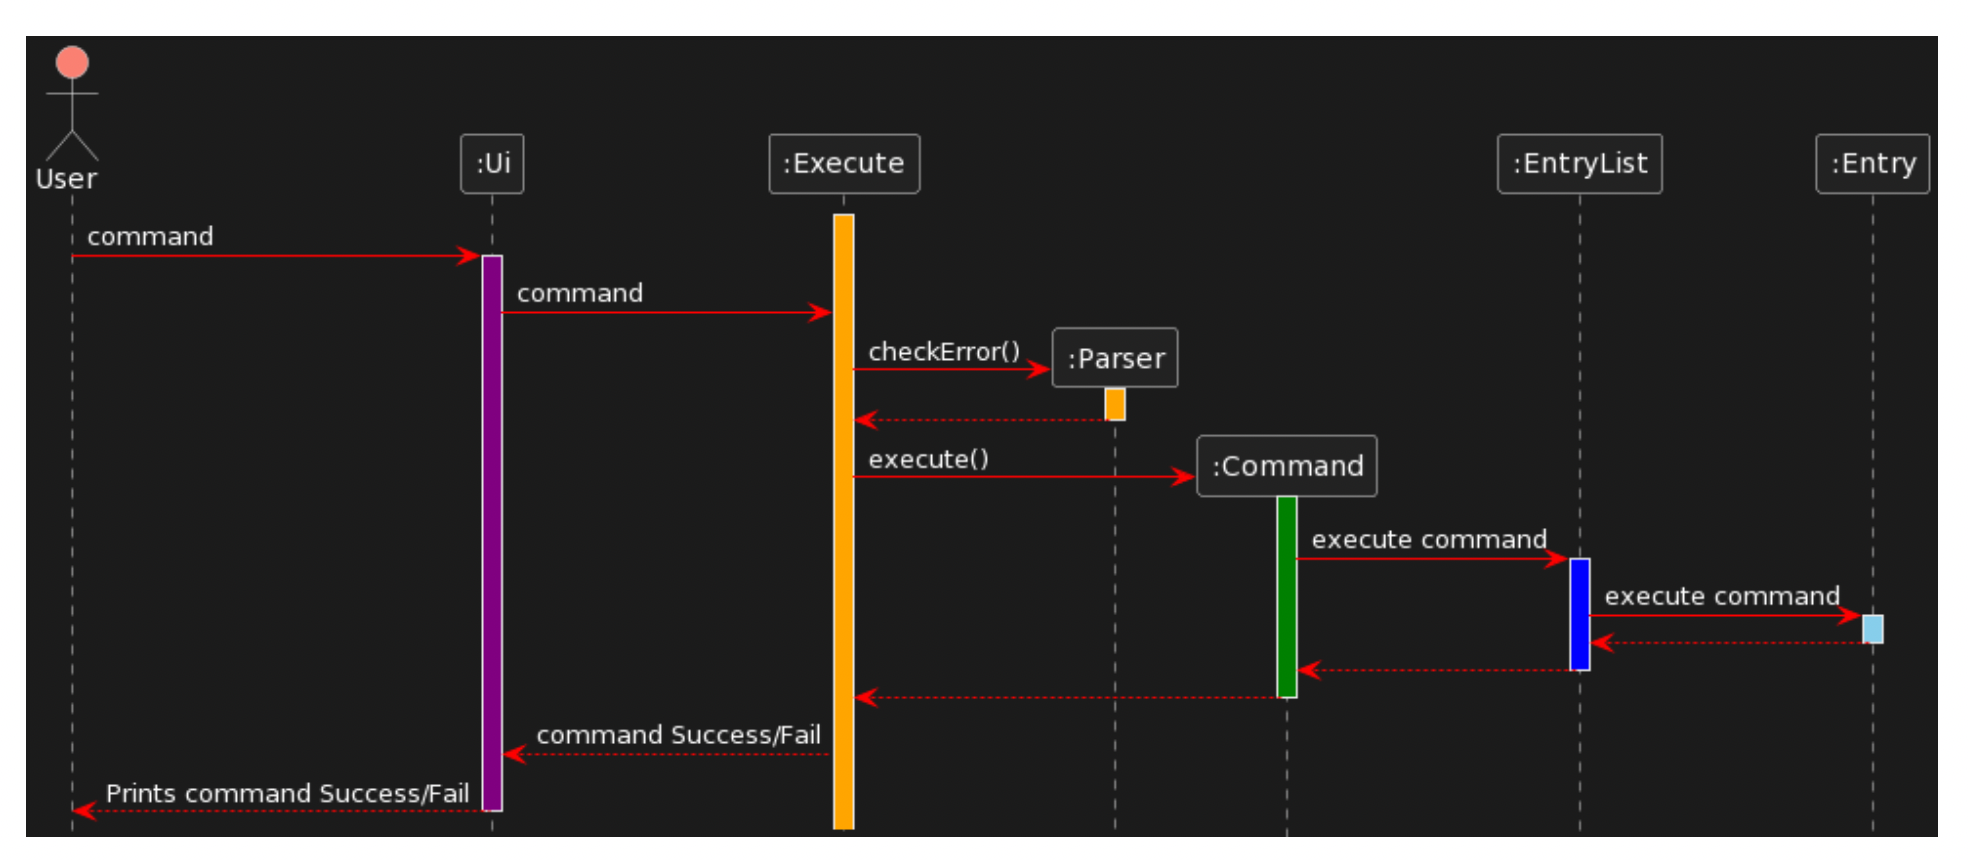 User
:Ui
:Execute
:EntryList
:Entry
command
command
checkError()
:Parser
execute()
:Command
execute command
execute command
command Success/Fail
Prints command Success/Fail